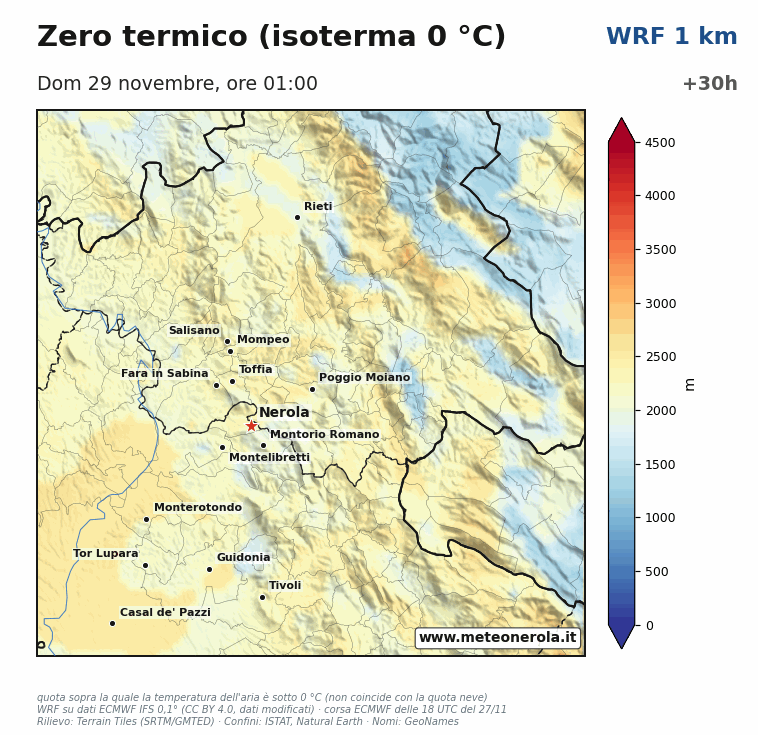 Zero termico (isoterma 0 °C)
WRF 1 km
Dom 29 novembre, ore 01:00
+30h
4500
4000
3500
3000
2500
2000
1500
1000
500
0
m
Rieti
Salisano
Mompeo
Toffia
Fara in Sabina
Poggio Moiano
Nerola
Montorio Romano
Montelibretti
Monterotondo
Tor Lupara
Guidonia
Tivoli
Casal de' Pazzi
www.meteonerola.it
quota sopra la quale la temperatura dell'aria è sotto 0 °C (non coincide con la quota neve)
WRF su dati ECMWF IFS 0,1° (CC BY 4.0, dati modificati) · corsa ECMWF delle 18 UTC del 27/11
Rilievo: Terrain Tiles (SRTM/GMTED) · Confini: ISTAT, Natural Earth · Nomi: GeoNames